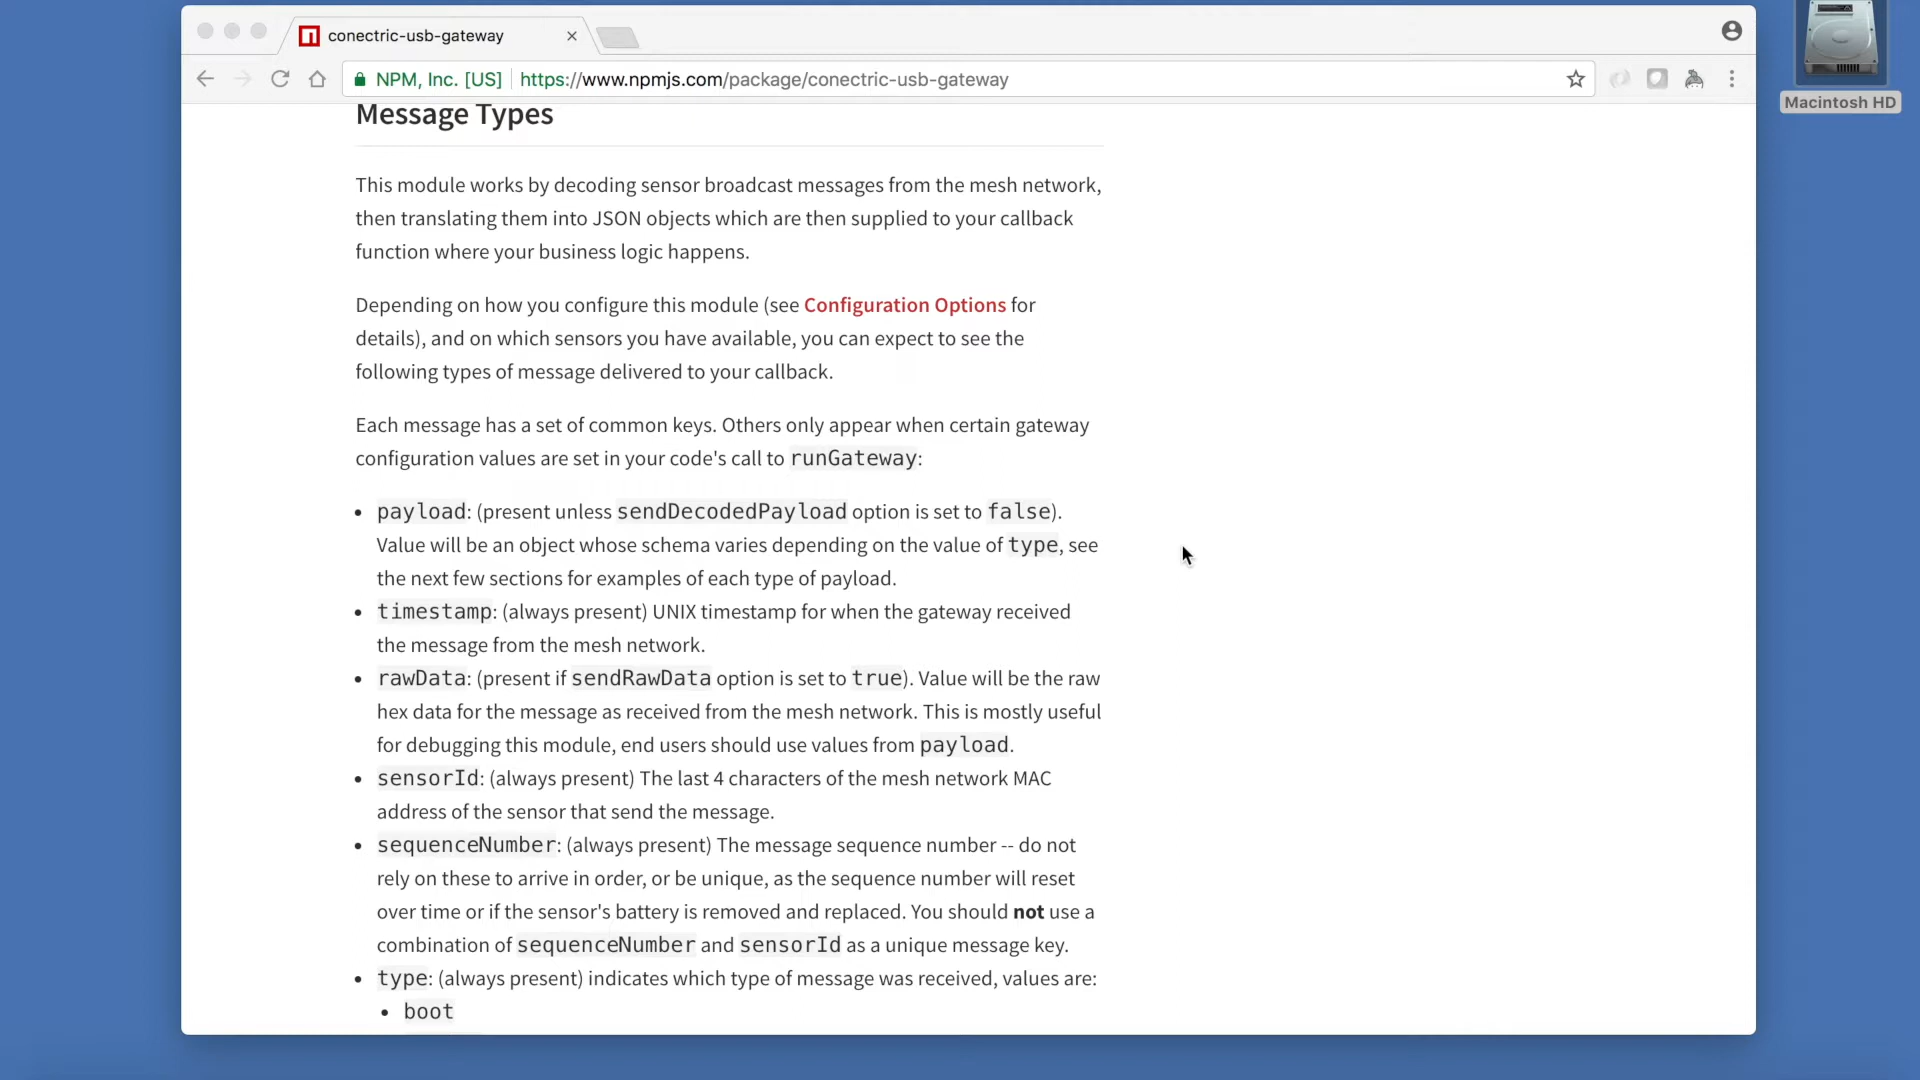 conectric-usb-gateway
NPM, Inc. [US] https://www.npmjs.com/package/conectric-usb-gateway
Macintosh HD
Message Types
This module works by decoding sensor broadcast messages from the mesh network,
then translating them into JSON objects which are then supplied to your callback
function where your business logic happens.
Depending on how you configure this module (see Configuration Options for
details), and on which sensors you have available, you can expect to see the
following types of message delivered to your callback.
Each message has a set of common keys. Others only appear when certain gateway
configuration values are set in your code's call to runGateway:
• payload: (present unless sendDecodedPayload option is set to false).
Value will be an object whose schema varies depending on the value of type, see
the next few sections for examples of each type of payload.
• timestamp: (always present) UNIX timestamp for when the gateway received
the message from the mesh network.
• rawData: (present if sendRawData option is set to true). Value will be the raw
hex data for the message as received from the mesh network. This is mostly useful
for debugging this module, end users should use values from payload.
• sensorId: (always present) The last 4 characters of the mesh network MAC
address of the sensor that send the message.
• sequenceNumber: (always present) The message sequence number -- do not
rely on these to arrive in order, or be unique, as the sequence number will reset
over time or if the sensor's battery is removed and replaced. You should not use a
combination of sequenceNumber and sensorId as a unique message key.
• type: (always present) indicates which type of message was received, values are:
• boot